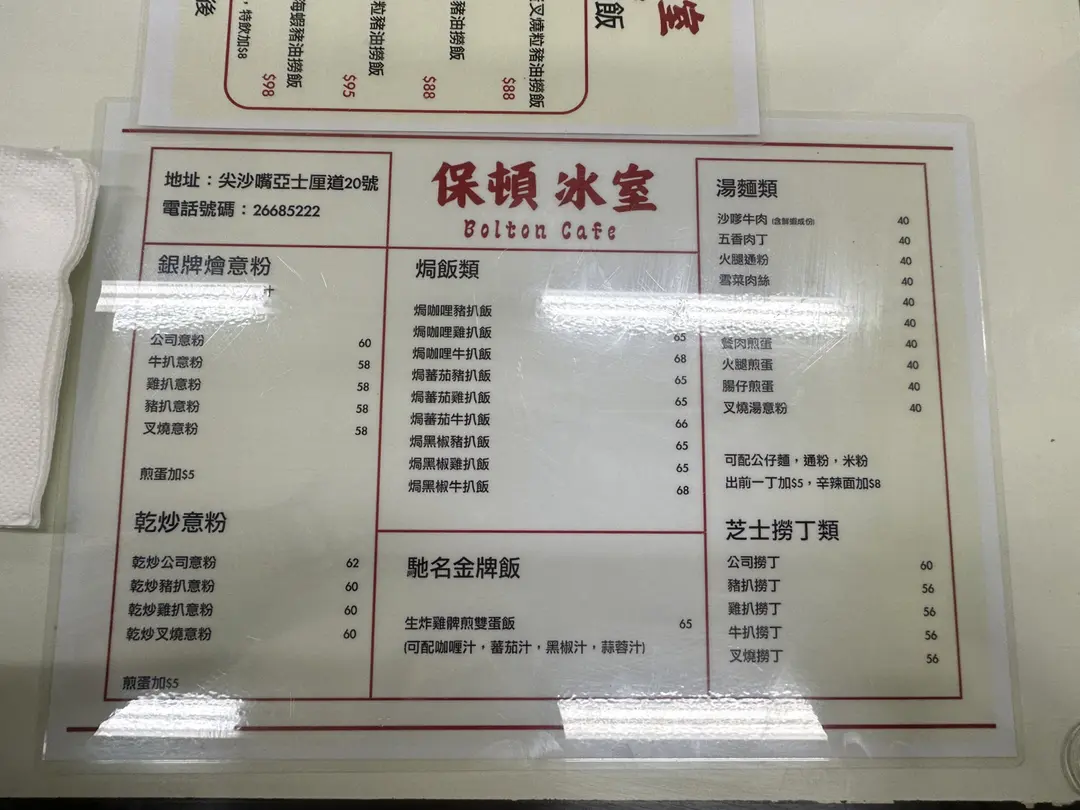 室
飯
叉燒粒豬油撈飯
$88
豬油撈飯
$88
粒豬油撈飯
$95
海蝦豬油撈飯
$98
，特飲加$8
後
地址：尖沙嘴亞士厘道20號
電話號碼：26685222
保頓冰室
Bolton Cafe
銀牌燴意粉
汁
公司意粉 60
牛扒意粉 58
雞扒意粉 58
豬扒意粉 58
叉燒意粉 58
煎蛋加$5
乾炒意粉
乾炒公司意粉 62
乾炒豬扒意粉 60
乾炒雞扒意粉 60
乾炒叉燒意粉 60
煎蛋加$5
焗飯類
焗咖喱豬扒飯
焗咖喱雞扒飯 65
焗咖喱牛扒飯 68
焗蕃茄豬扒飯 65
焗蕃茄雞扒飯 65
焗蕃茄牛扒飯 66
焗黑椒豬扒飯 65
焗黑椒雞扒飯 65
焗黑椒牛扒飯 68
馳名金牌飯
生炸雞髀煎雙蛋飯 65
(可配咖喱汁，蕃茄汁，黑椒汁，蒜蓉汁)
湯麵類
沙嗲牛肉 (含鮮蝦成份) 40
五香肉丁 40
火腿通粉 40
雪菜肉絲 40
40
40
餐肉煎蛋 40
火腿煎蛋 40
腸仔煎蛋 40
叉燒湯意粉 40
可配公仔麵，通粉，米粉
出前一丁加$5，辛辣面加$8
芝士撈丁類
公司撈丁 60
豬扒撈丁 56
雞扒撈丁 56
牛扒撈丁 56
叉燒撈丁 56